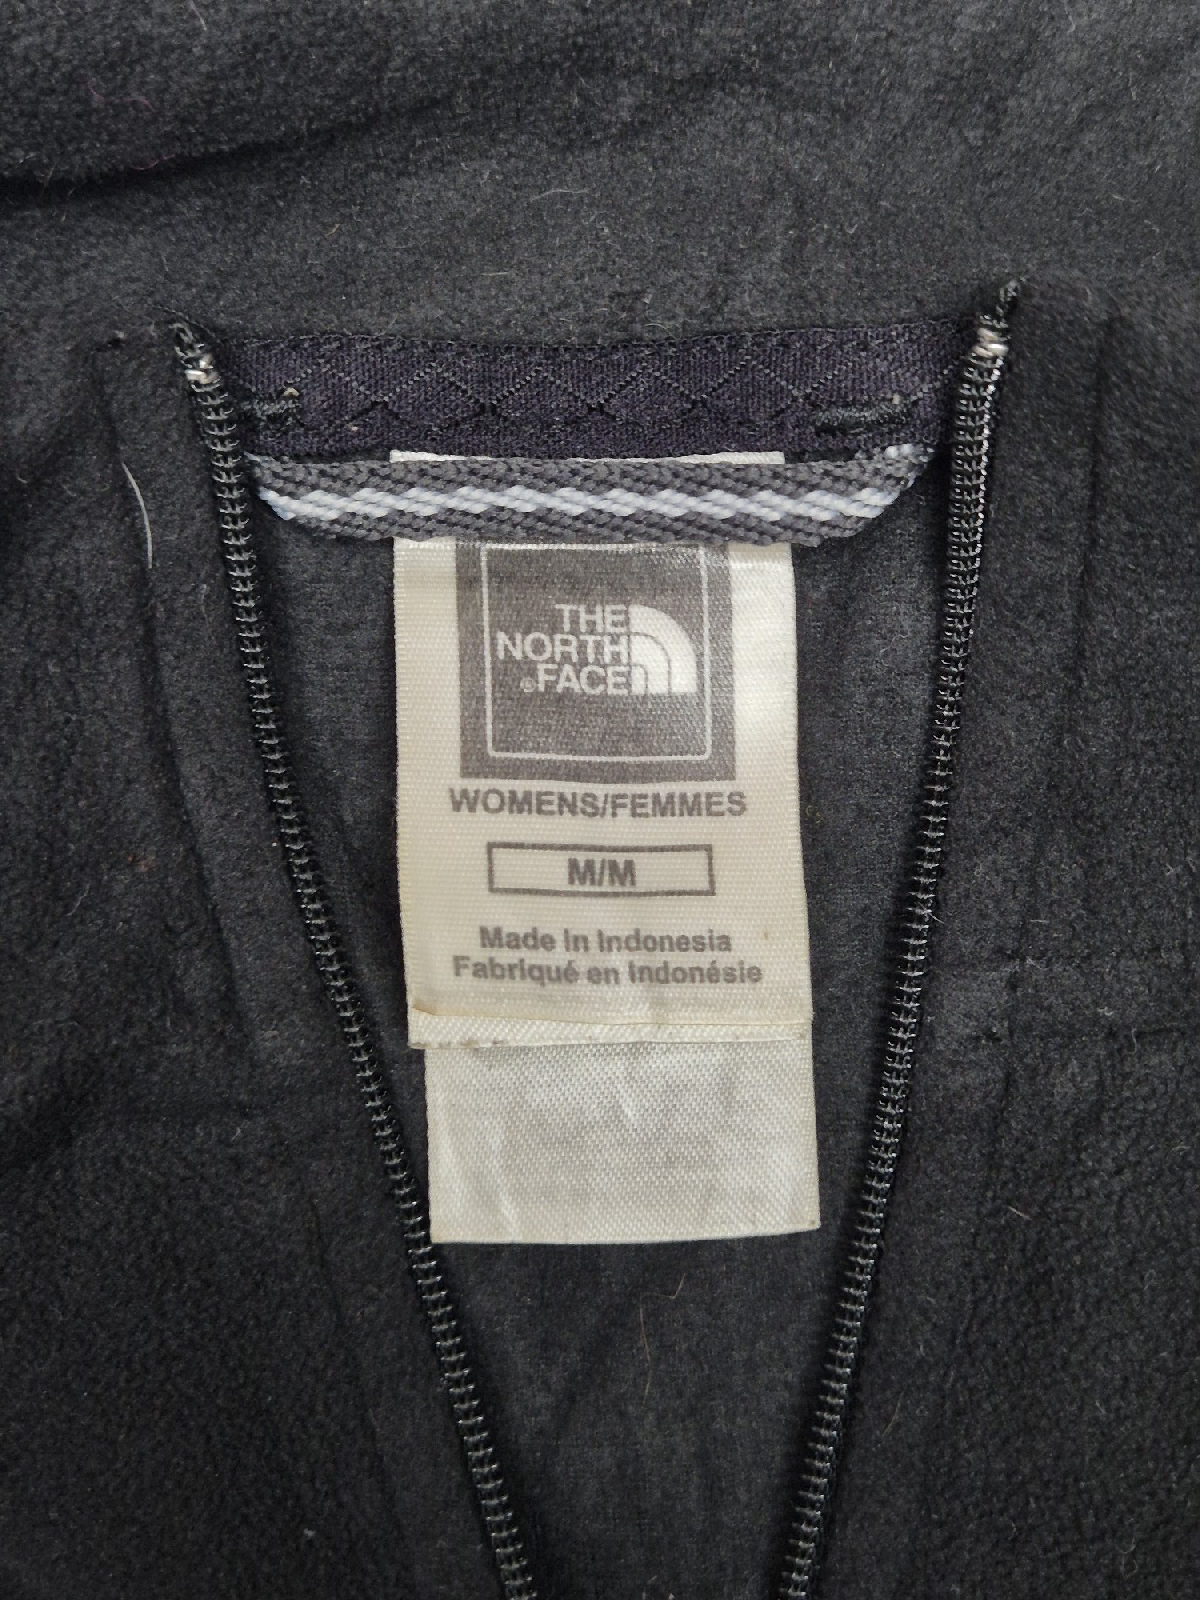 THE
NORTH
®FACE
WOMENS/FEMMES
M/M
Made in Indonesia
Fabriqué en Indonésie